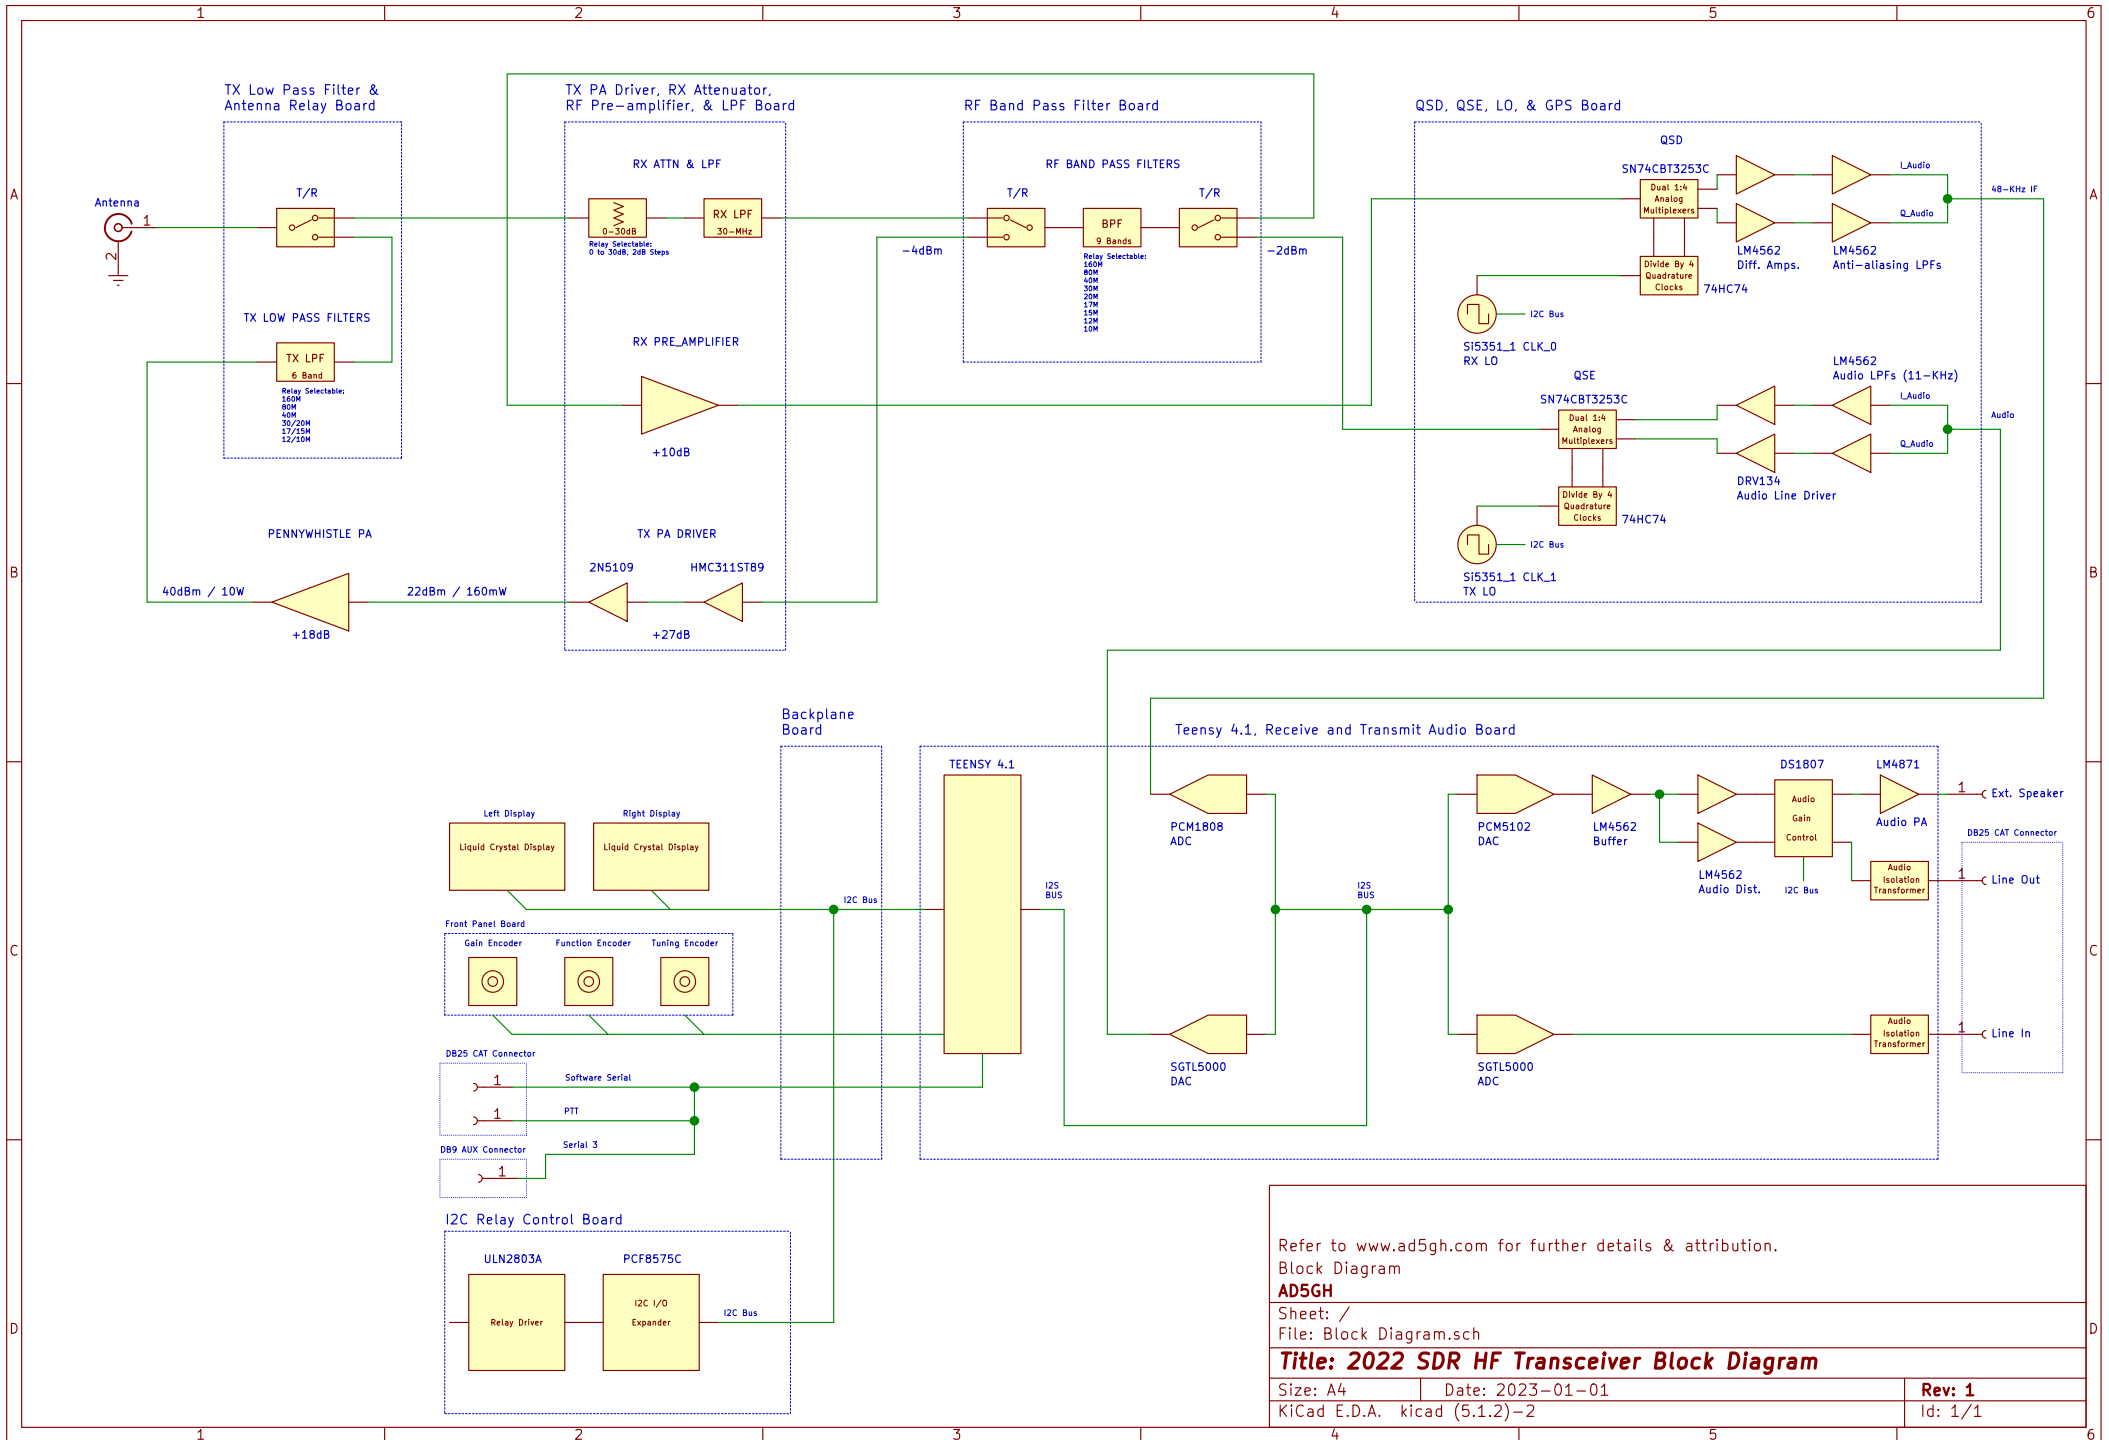 1 2 3 4 5 6
TX Low Pass Filter &
Antenna Relay Board
TX PA Driver, RX Attenuator,
RF Pre-amplifier, & LPF Board
RF Band Pass Filter Board
QSD, QSE, LO, & GPS Board
A
A
Antenna
1
2
T/R
TX LOW PASS FILTERS
TX LPF
6 Band
Relay Selectable:
160M
80M
40M
30/20M
17/15M
12/10M
RX ATTN & LPF
0-30dB
Relay Selectable:
0 to 30dB, 2dB Steps
RX LPF
30-MHz
RX PRE_AMPLIFIER
+10dB
TX PA DRIVER
2N5109
HMC311ST89
+27dB
PENNYWHISTLE PA
40dBm / 10W
22dBm / 160mW
+18dB
RF BAND PASS FILTERS
T/R
T/R
BPF
9 Bands
-4dBm
-2dBm
Relay Selectable:
160M
80M
40M
30M
20M
17M
15M
12M
10M
QSD
SN74CBT3253C
Dual 1:4
Analog
Multiplexers
Divide By 4
Quadrature
Clocks
74HC74
I2C Bus
Si5351_1 CLK_0
RX LO
LM4562
Diff. Amps.
LM4562
Anti-aliasing LPFs
I_Audio
Q_Audio
48-KHz IF
QSE
SN74CBT3253C
Dual 1:4
Analog
Multiplexers
Divide By 4
Quadrature
Clocks
74HC74
I2C Bus
Si5351_1 CLK_1
TX LO
LM4562
Audio LPFs (11-KHz)
I_Audio
Q_Audio
Audio
DRV134
Audio Line Driver
B
B
Backplane
Board
Teensy 4.1, Receive and Transmit Audio Board
TEENSY 4.1
Left Display
Liquid Crystal Display
Right Display
Liquid Crystal Display
I2C Bus
Front Panel Board
Gain Encoder
Function Encoder
Tuning Encoder
DB25 CAT Connector
1
Software Serial
1
PTT
DB9 AUX Connector
1
Serial 3
I2S
BUS
PCM1808
ADC
SGTL5000
DAC
I2S
BUS
PCM5102
DAC
LM4562
Buffer
LM4562
Audio Dist.
DS1807
Audio
Gain
Control
I2C Bus
LM4871
Audio PA
1
Ext. Speaker
DB25 CAT Connector
Audio
Isolation
Transformer
1
Line Out
SGTL5000
ADC
Audio
Isolation
Transformer
1
Line In
C
C
I2C Relay Control Board
ULN2803A
Relay Driver
PCF8575C
I2C I/O
Expander
I2C Bus
D
D
Refer to www.ad5gh.com for further details & attribution.
Block Diagram
AD5GH
Sheet: /
File: Block Diagram.sch
Title: 2022 SDR HF Transceiver Block Diagram
Size: A4
Date: 2023-01-01
Rev: 1
KiCad E.D.A. kicad (5.1.2)-2
Id: 1/1
1 2 3 4 5 6